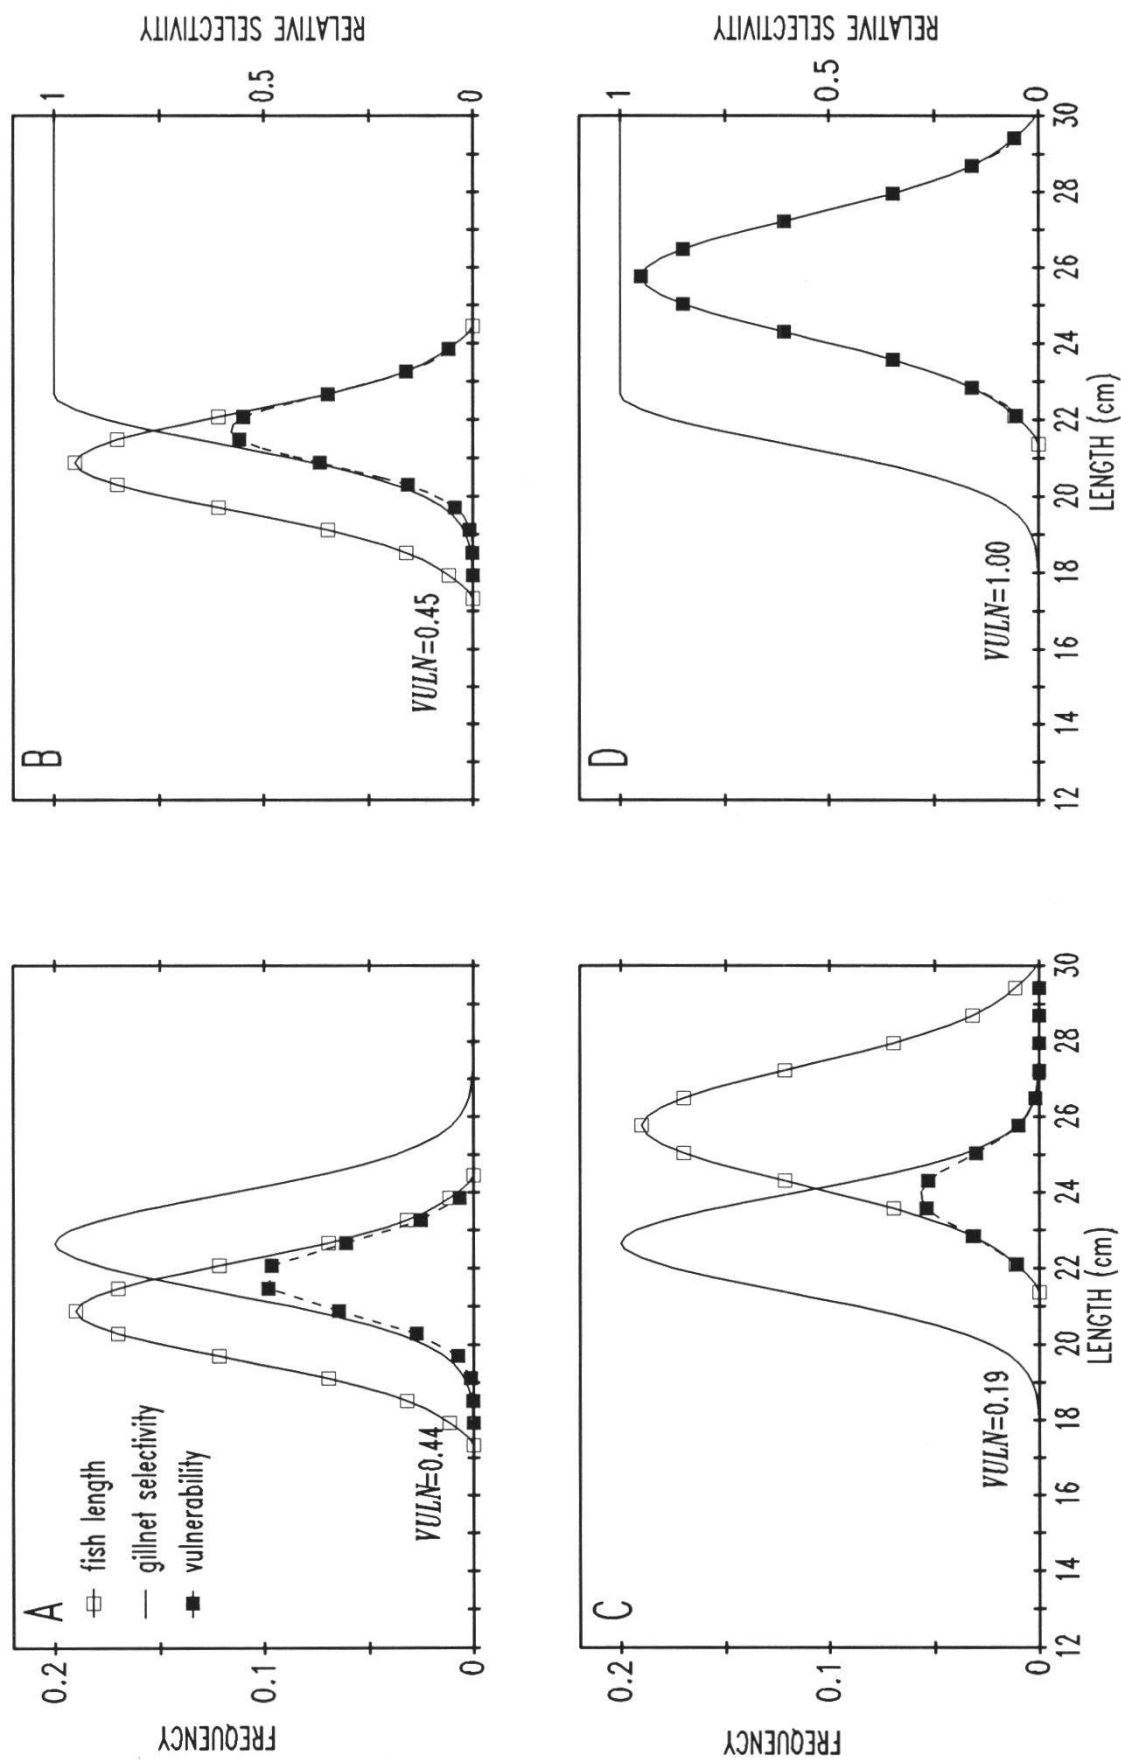 A
fish length
gillnet selectivity
vulnerability
VULN=0.44
FREQUENCY
0.2
0.1
0
B
VULN=0.45
1
0.5
0
RELATIVE SELECTIVITY
C
VULN=0.19
FREQUENCY
0.2
0.1
0
12 14 16 18 20 22 24 26 28 30
LENGTH (cm)
D
VULN=1.00
1
0.5
0
RELATIVE SELECTIVITY
12 14 16 18 20 22 24 26 28 30
LENGTH (cm)